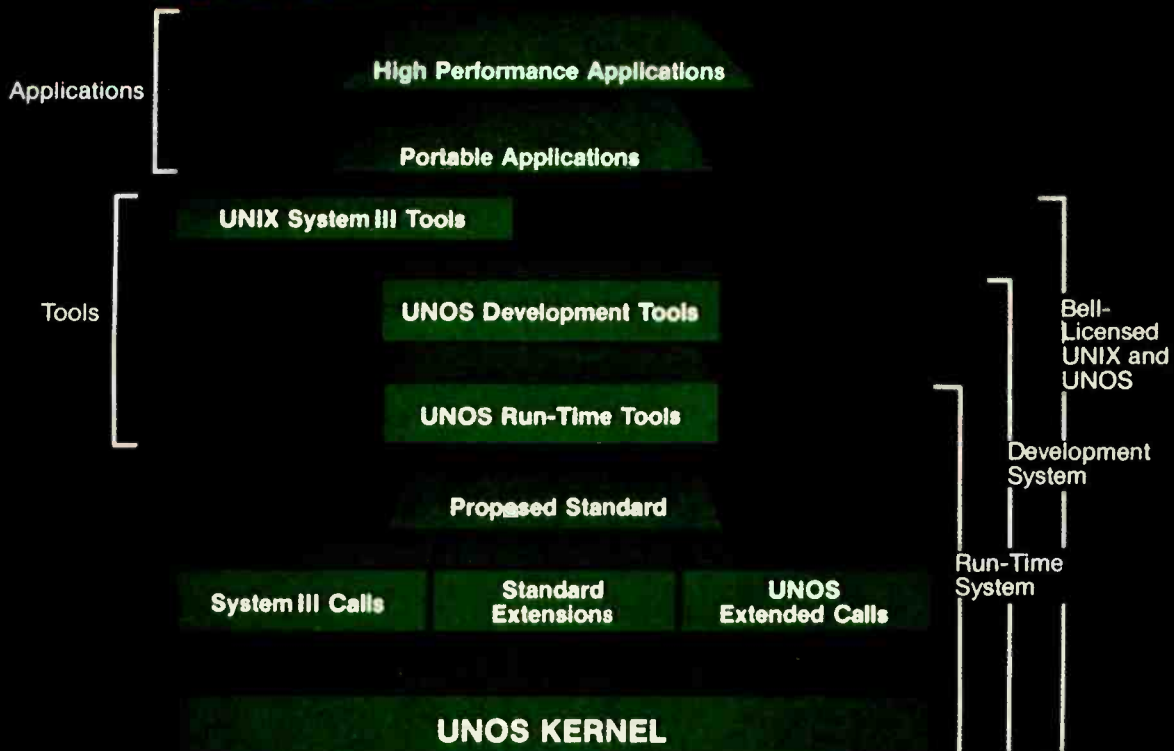 High Performance Applications
Applications
Portable Applications
UNIX System III Tools
Tools
UNOS Development Tools
Bell-
Licensed
UNIX and
UNOS
UNOS Run-Time Tools
Development
System
Proposed Standard
Run-Time
System
System III Calls
Standard
Extensions
UNOS
Extended Calls
UNOS KERNEL